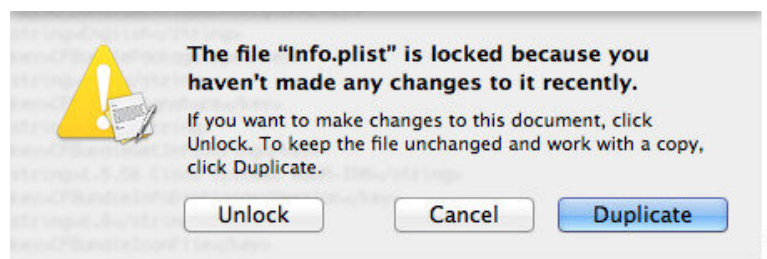 The file “Info.plist” is locked because you
haven't made any changes to it recently.
If you want to make changes to this document, click
Unlock. To keep the file unchanged and work with a copy,
click Duplicate.
Unlock Cancel Duplicate